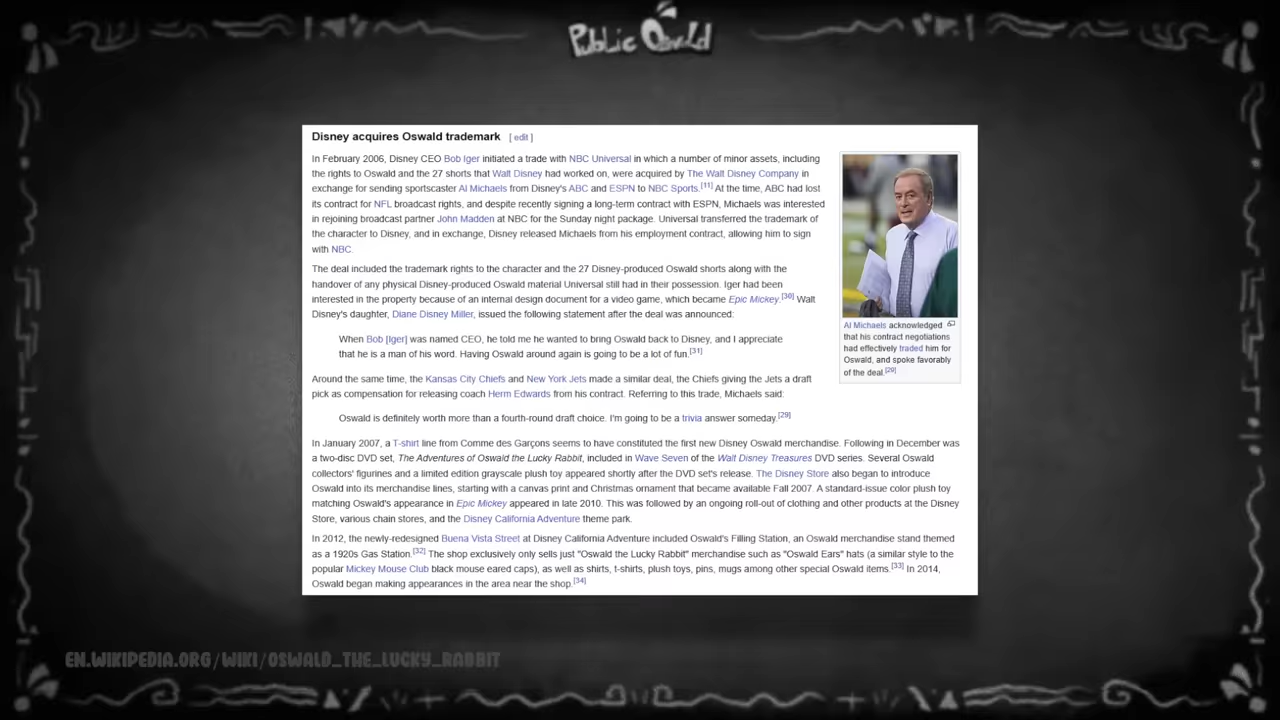 Public Oswald
Disney acquires Oswald trademark [ edit ]
In February 2006, Disney CEO Bob Iger initiated a trade with NBC Universal in which a number of minor assets, including
the rights to Oswald and the 27 shorts that Walt Disney had worked on, were acquired by The Walt Disney Company in
exchange for sending sportscaster Al Michaels from Disney's ABC and ESPN to NBC Sports.[11] At the time, ABC had lost
its contract for NFL broadcast rights, and despite recently signing a long-term contract with ESPN, Michaels was interested
in rejoining broadcast partner John Madden at NBC for the Sunday night package. Universal transferred the trademark of
the character to Disney, and in exchange, Disney released Michaels from his employment contract, allowing him to sign
with NBC.
The deal included the trademark rights to the character and the 27 Disney-produced Oswald shorts along with the
handover of any physical Disney-produced Oswald material Universal still had in their possession. Iger had been
interested in the property because of an internal design document for a video game, which became Epic Mickey.[30] Walt
Disney's daughter, Diane Disney Miller, issued the following statement after the deal was announced:
When Bob [Iger] was named CEO, he told me he wanted to bring Oswald back to Disney, and I appreciate
that he is a man of his word. Having Oswald around again is going to be a lot of fun.[31]
Around the same time, the Kansas City Chiefs and New York Jets made a similar deal, the Chiefs giving the Jets a draft
pick as compensation for releasing coach Herm Edwards from his contract. Referring to this trade, Michaels said:
Oswald is definitely worth more than a fourth-round draft choice. I'm going to be a trivia answer someday.[29]
Al Michaels acknowledged
that his contract negotiations
had effectively traded him for
Oswald, and spoke favorably
of the deal.[29]
In January 2007, a T-shirt line from Comme des Garçons seems to have constituted the first new Disney Oswald merchandise. Following in December was
a two-disc DVD set, The Adventures of Oswald the Lucky Rabbit, included in Wave Seven of the Walt Disney Treasures DVD series. Several Oswald
collectors' figurines and a limited edition grayscale plush toy appeared shortly after the DVD set's release. The Disney Store also began to introduce
Oswald into its merchandise lines, starting with a canvas print and Christmas ornament that became available Fall 2007. A standard-issue color plush toy
matching Oswald's appearance in Epic Mickey appeared in late 2010. This was followed by an ongoing roll-out of clothing and other products at the Disney
Store, various chain stores, and the Disney California Adventure theme park.
In 2012, the newly-redesigned Buena Vista Street at Disney California Adventure included Oswald's Filling Station, an Oswald merchandise stand themed
as a 1920s Gas Station.[32] The shop exclusively only sells just "Oswald the Lucky Rabbit" merchandise such as "Oswald Ears" hats (a similar style to the
popular Mickey Mouse Club black mouse eared caps), as well as shirts, t-shirts, plush toys, pins, mugs among other special Oswald items.[33] In 2014,
Oswald began making appearances in the area near the shop.[34]
EN.WIKIPEDIA.ORG/WIKI/OSWALD_THE_LUCKY_RABBIT